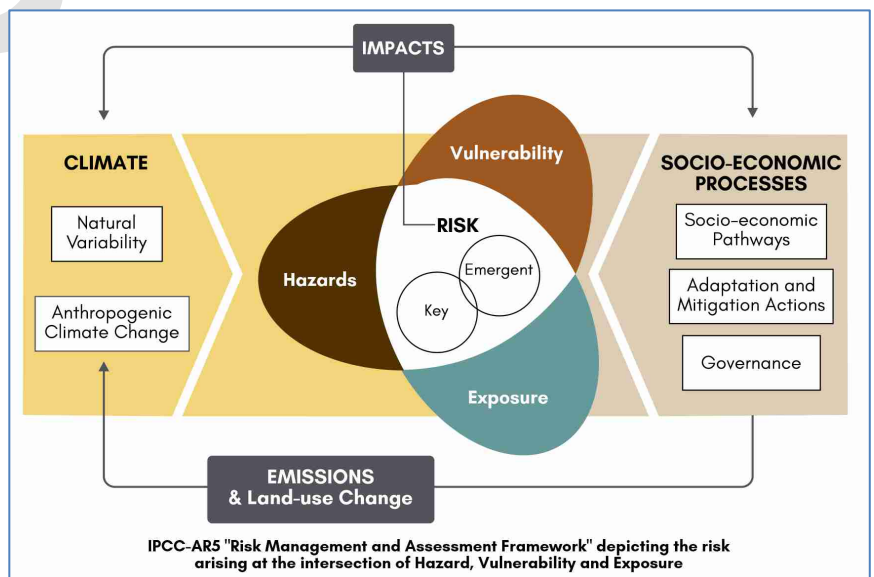 IMPACTS
CLIMATE
Natural
Variability
Anthropogenic
Climate Change
Vulnerability
Hazards
RISK
Emergent
Key
Exposure
SOCIO-ECONOMIC
PROCESSES
Socio-economic
Pathways
Adaptation and
Mitigation Actions
Governance
EMISSIONS
& Land-use Change
IPCC-AR5 "Risk Management and Assessment Framework" depicting the risk
arising at the intersection of Hazard, Vulnerability and Exposure